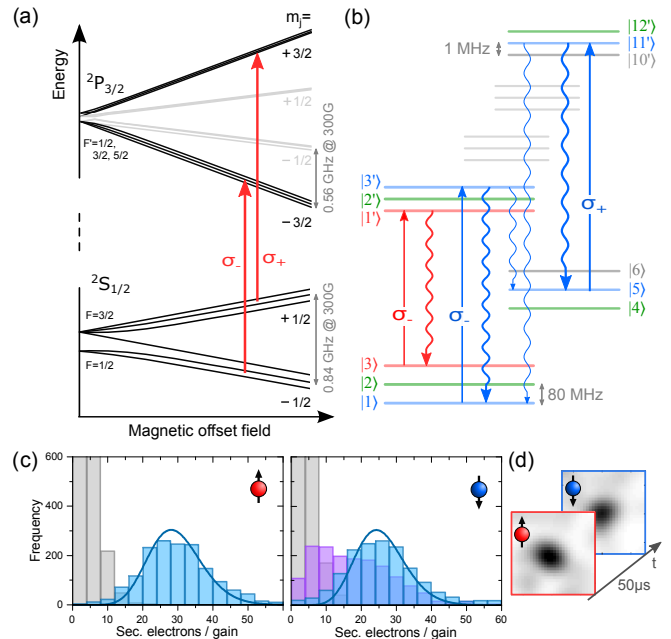 (a)
Energy
mj=
+3/2
²P3/2
+1/2
F'=1/2,
3/2, 5/2
−1/2
0.56 GHz @ 300G
−3/2
σ-
σ+
²S1/2
F=3/2
+1/2
0.84 GHz @ 300G
F=1/2
−1/2
Magnetic offset field
(b)
|12'⟩
|11'⟩
1 MHz
|10'⟩
|3'⟩
|2'⟩
|1'⟩
σ+
σ-
σ-
|6⟩
|5⟩
|4⟩
|3⟩
|2⟩
|1⟩
80 MHz
(c)
Frequency
600
400
200
0
0 10 20 30 40 50
Sec. electrons / gain
0 10 20 30 40 50 60
Sec. electrons / gain
(d)
t
50μs